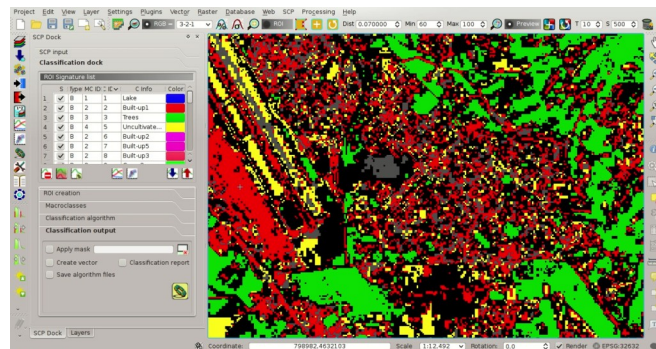 Project Edit View Layer Settings Plugins Vector Raster Database Web SCP Processing Help
RGB = 3-2-1 ROI Dist 0.070000 Min 60 Max 100 Preview T 10 S 500
SCP Dock
SCP input
Classification dock
ROI Signature list
S Type MC ID C ID C Info Color
1 B 1 1 Lake
2 B 2 2 Built-up1
3 B 3 3 Trees
4 B 4 5 Uncultivate...
5 B 2 6 Built-up2
6 B 2 7 Built-up5
7 B 2 8 Built-up3
ROI creation
Macroclasses
Classification algorithm
Classification output
Apply mask
Create vector Classification report
Save algorithm files
SCP Dock Layers
Coordinate: 798982,4632103 Scale 1:12,492 Rotation: 0.0 Render EPSG:32632